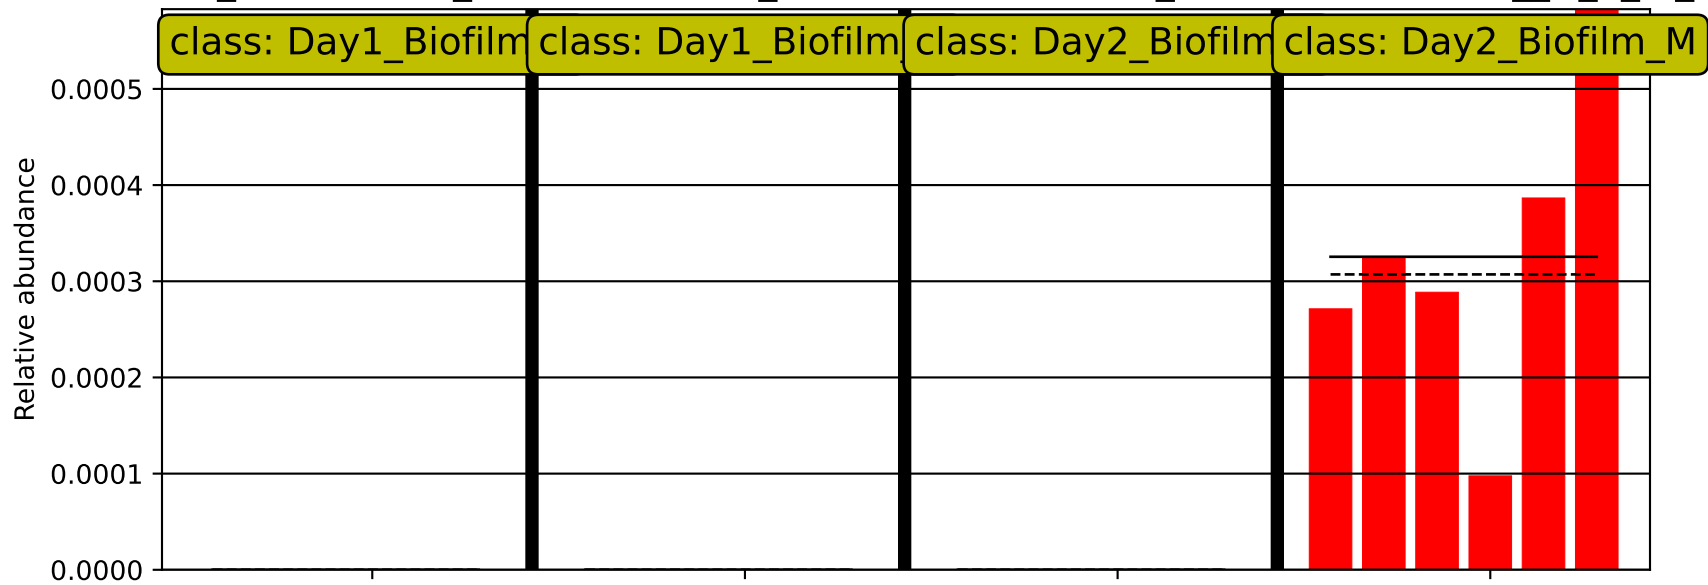 class: Day1_Biofilm
class: Day1_Biofilm
class: Day2_Biofilm
class: Day2_Biofilm_M
0.0005
0.0004
0.0003
0.0002
0.0001
0.0000
Relative abundance